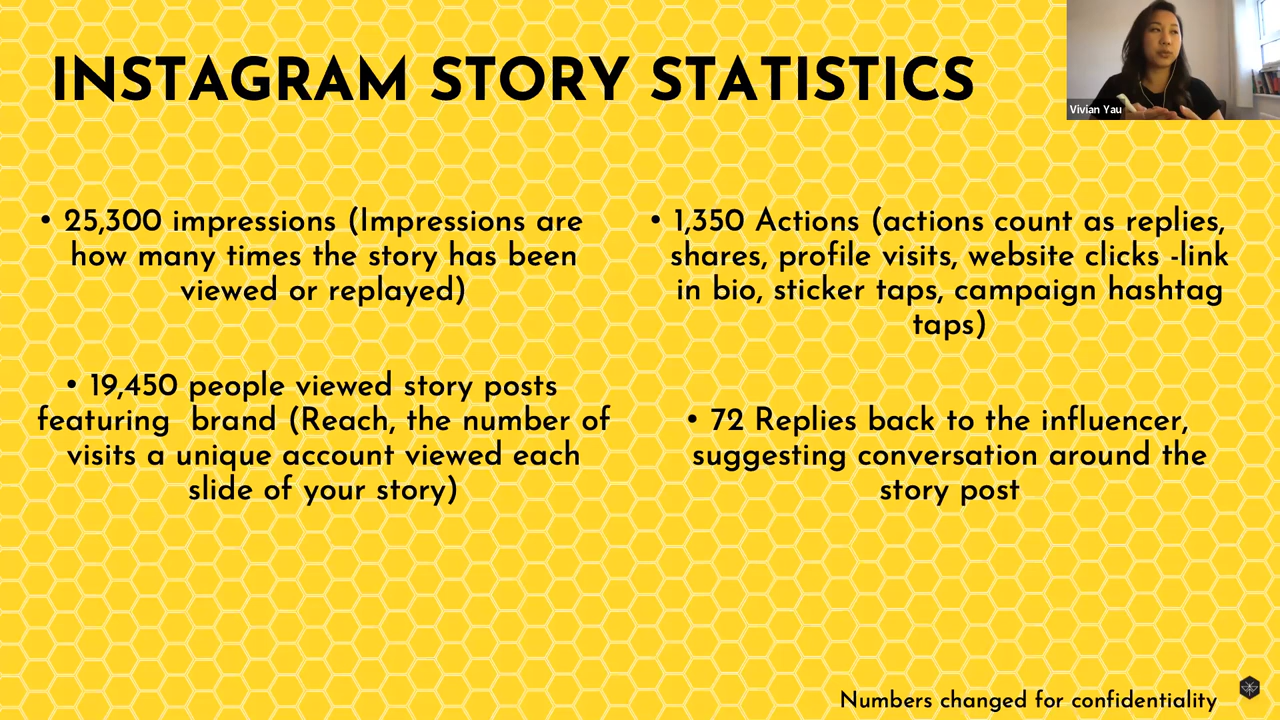 INSTAGRAM STORY STATISTICS
Vivian Yau
• 25,300 impressions (Impressions are
how many times the story has been
viewed or replayed)
• 19,450 people viewed story posts
featuring  brand (Reach, the number of
visits a unique account viewed each
slide of your story)
• 1,350 Actions (actions count as replies,
shares, profile visits, website clicks -link
in bio, sticker taps, campaign hashtag
taps)
• 72 Replies back to the influencer,
suggesting conversation around the
story post
Numbers changed for confidentiality